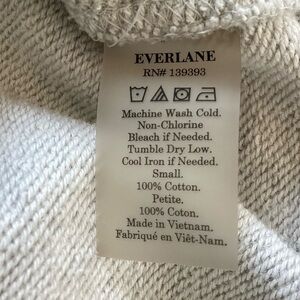 EVERLANE
RN# 139393
Machine Wash Cold.
Non-Chlorine
Bleach if Needed.
Tumble Dry Low.
Cool Iron if Needed.
Small.
100% Cotton.
Petite.
100% Coton.
Made in Vietnam.
Fabriqué en Viêt-Nam.